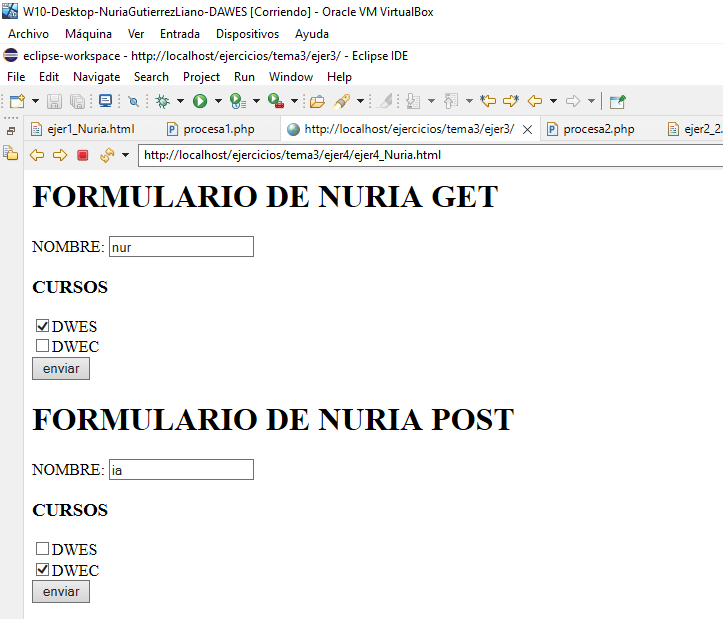 W10-Desktop-NuriaGutierrezLiano-DAWES [Corriendo] - Oracle VM VirtualBox
Archivo Máquina Ver Entrada Dispositivos Ayuda
eclipse-workspace - http://localhost/ejercicios/tema3/ejer3/ - Eclipse IDE
File Edit Navigate Search Project Run Window Help
ejer1_Nuria.html procesa1.php http://localhost/ejercicios/tema3/ejer3/ procesa2.php ejer2_2.
http://localhost/ejercicios/tema3/ejer4/ejer4_Nuria.html
FORMULARIO DE NURIA GET
NOMBRE: nur
CURSOS
DWES
DWEC
enviar
FORMULARIO DE NURIA POST
NOMBRE: ia
CURSOS
DWES
DWEC
enviar